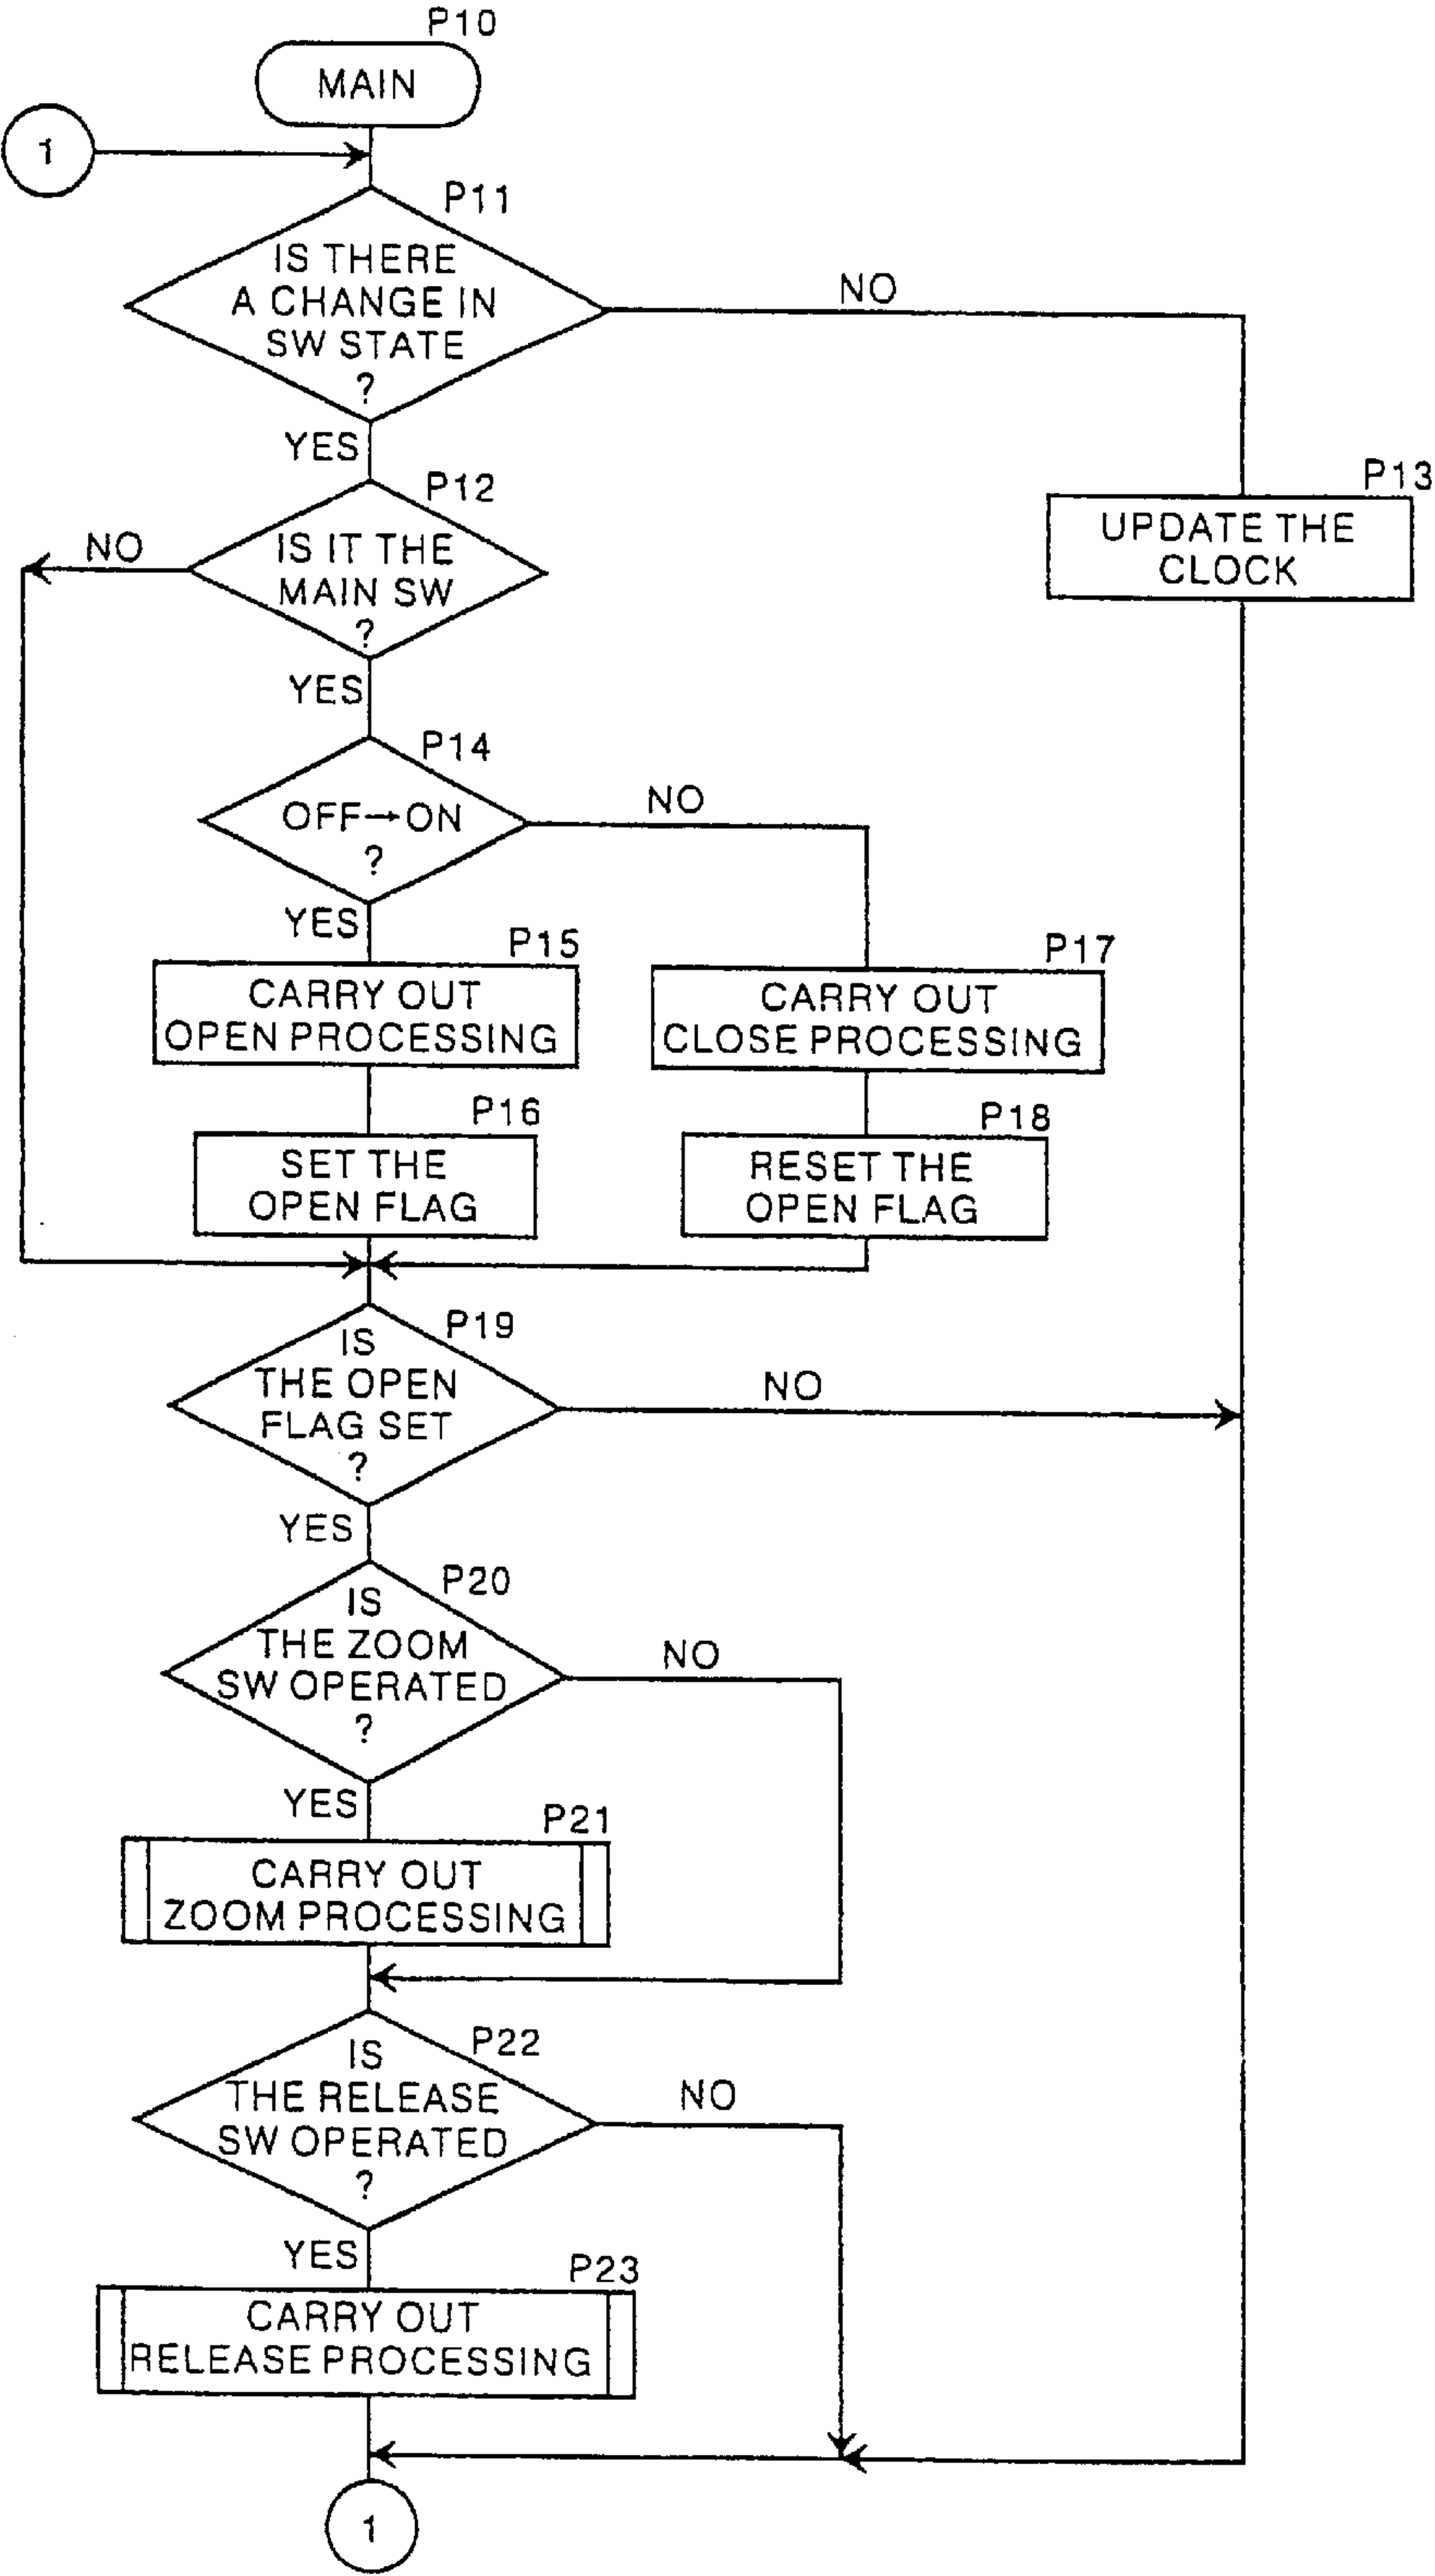 P10
MAIN
1
P11
IS THERE
A CHANGE IN
SW STATE
?
NO
YES
P12
IS IT THE
MAIN SW
?
NO
YES
P13
UPDATE THE
CLOCK
P14
OFF→ON
?
NO
YES
P15
CARRY OUT
OPEN PROCESSING
P17
CARRY OUT
CLOSE PROCESSING
P16
SET THE
OPEN FLAG
P18
RESET THE
OPEN FLAG
P19
IS
THE OPEN
FLAG SET
?
NO
YES
P20
IS
THE ZOOM
SW OPERATED
?
NO
YES
P21
CARRY OUT
ZOOM PROCESSING
P22
IS
THE RELEASE
SW OPERATED
?
NO
YES
P23
CARRY OUT
RELEASE PROCESSING
1